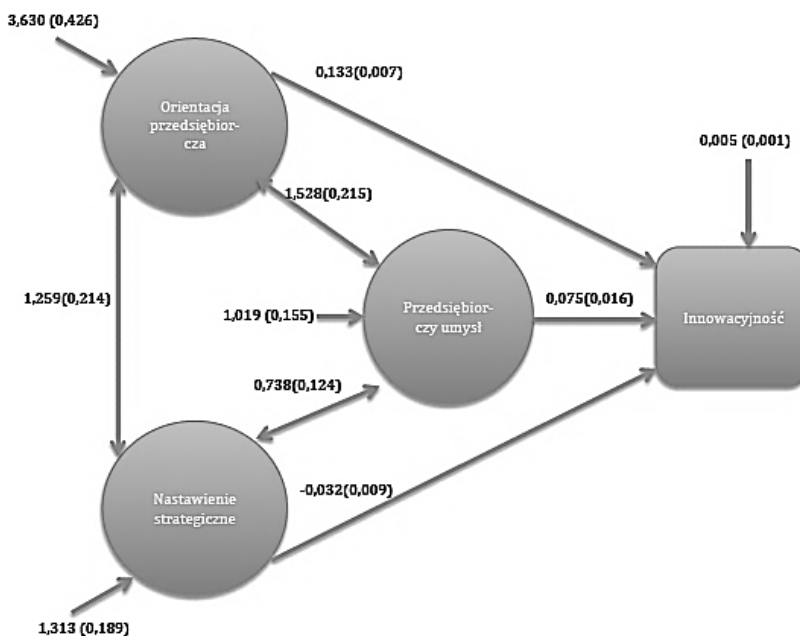 3,630 (0,426)
Orientacja
przedsiębior-
cza
0,133(0,007)
0,005 (0,001)
1,528(0,215)
1,259(0,214)
1,019 (0,155)
Przedsiębior-
czy umysł
0,075(0,016)
Innowacyjność
0,738(0,124)
-0,032(0,009)
Nastawienie
strategiczne
1,313 (0,189)